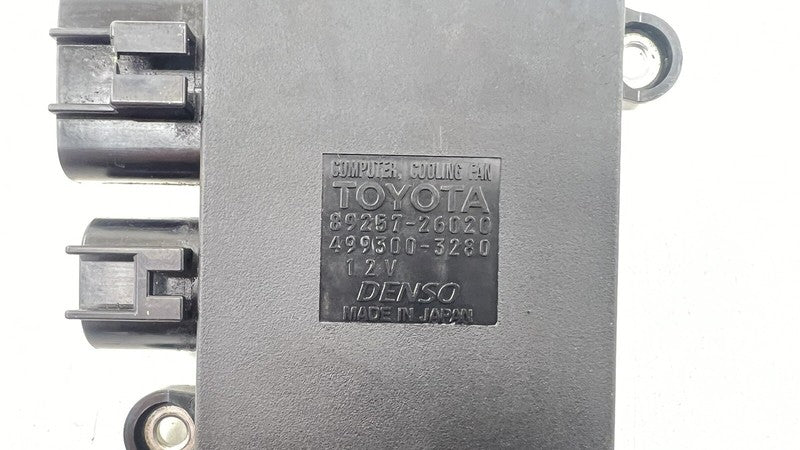 COMPUTER, COOLING FAN
TOYOTA
89257-26020
499300-3280
12V
DENSO
MADE IN JAPAN